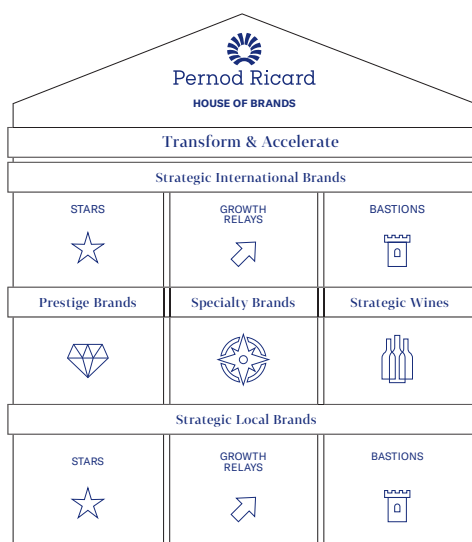 Pernod Ricard
HOUSE OF BRANDS
Transform & Accelerate
Strategic International Brands
STARS
GROWTH
RELAYS
BASTIONS
Prestige Brands
Specialty Brands
Strategic Wines
Strategic Local Brands
STARS
GROWTH
RELAYS
BASTIONS